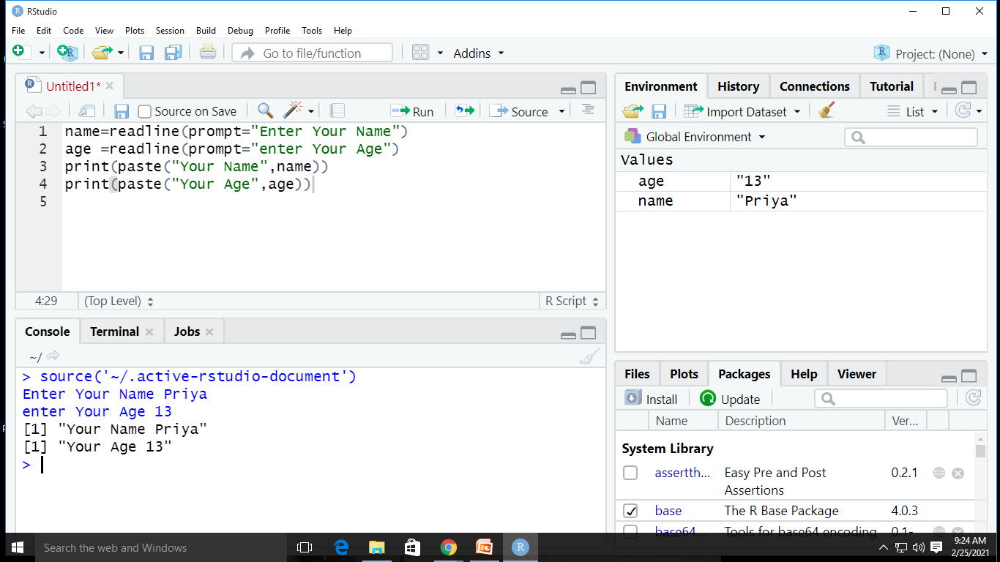 RStudio
File Edit Code View Plots Session Build Debug Profile Tools Help
Go to file/function Addins Project: (None)
Untitled1*
Source on Save Run Source
1 name=readline(prompt="Enter Your Name")
2 age =readline(prompt="enter Your Age")
3 print(paste("Your Name",name))
4 print(paste("Your Age",age))
5
4:29 (Top Level) R Script
Console Terminal Jobs
~/
> source('~/.active-rstudio-document')
Enter Your Name Priya
enter Your Age 13
[1] "Your Name Priya"
[1] "Your Age 13"
>
Environment History Connections Tutorial
Import Dataset List
Global Environment
Values
age "13"
name "Priya"
Files Plots Packages Help Viewer
Install Update
Name Description Ver...
System Library
assertth... Easy Pre and Post Assertions 0.2.1
base The R Base Package 4.0.3
base64... Tools for base64 encoding 0.1-
Search the web and Windows
9:24 AM
2/25/2021